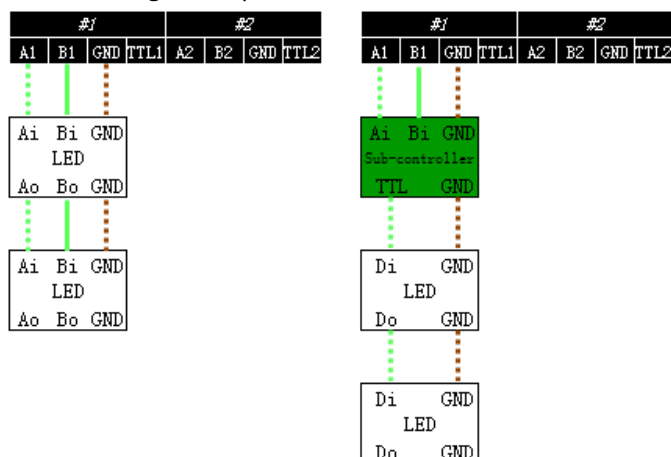 #1 #2
A1 B1 GND TTL1 A2 B2 GND TTL2
Ai Bi GND
LED
Ao Bo GND
Ai Bi GND
LED
Ao Bo GND
#1 #2
A1 B1 GND TTL1 A2 B2 GND TTL2
Ai Bi GND
Sub-controller
TTL GND
Di GND
LED
Do GND
Di GND
LED
Do GND